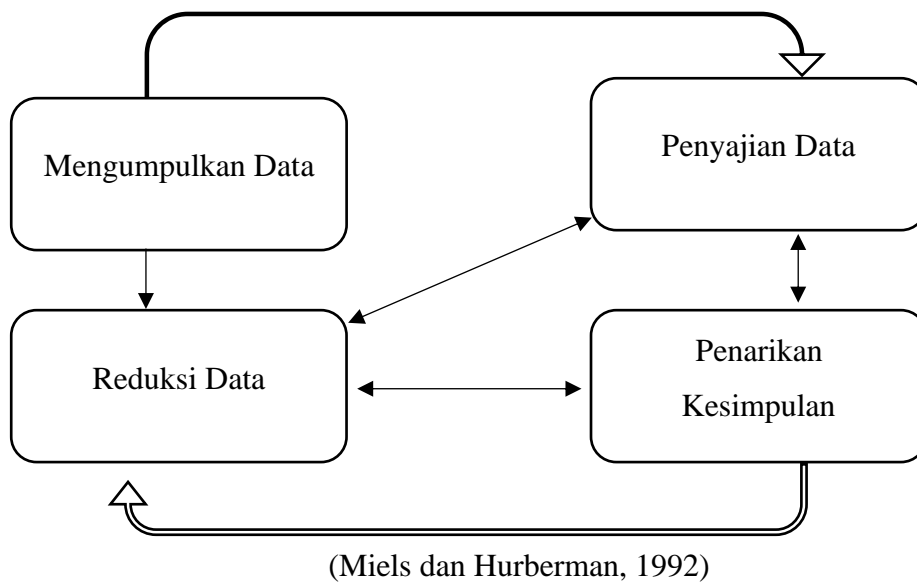 Mengumpulkan Data
Penyajian Data
Reduksi Data
Penarikan
Kesimpulan
(Miels dan Hurberman, 1992)